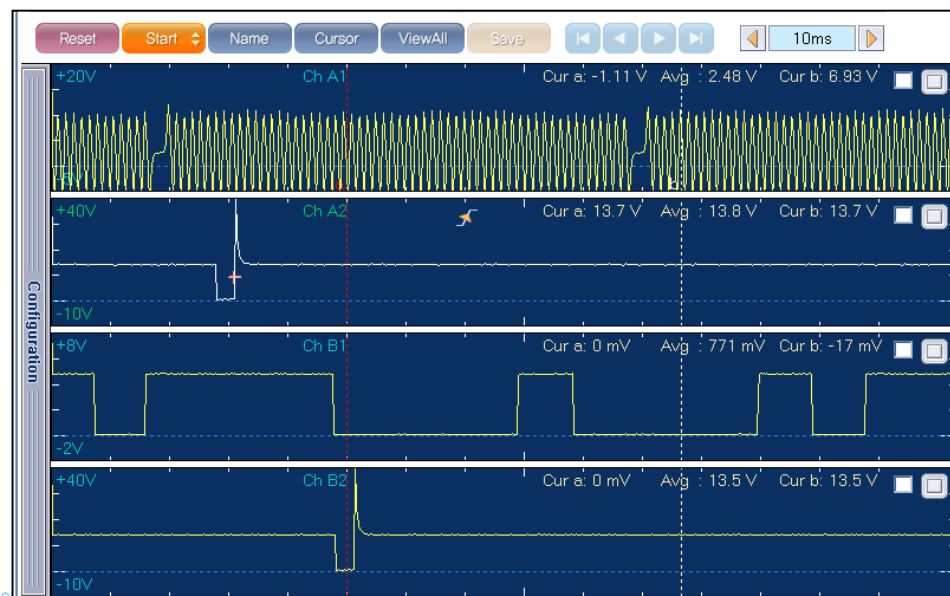 Reset Start Name Cursor ViewAll Save 10ms
+20V Ch A1 Cur a: -1.11 V Avg : 2.48 V Cur b: 6.93 V
+40V Ch A2 Cur a: 13.7 V Avg : 13.8 V Cur b: 13.7 V
-10V
Configuration
+8V Ch B1 Cur a: 0 mV Avg : 771 mV Cur b: -17 mV
-2V
+40V Ch B2 Cur a: 0 mV Avg : 13.5 V Cur b: 13.5 V
-10V